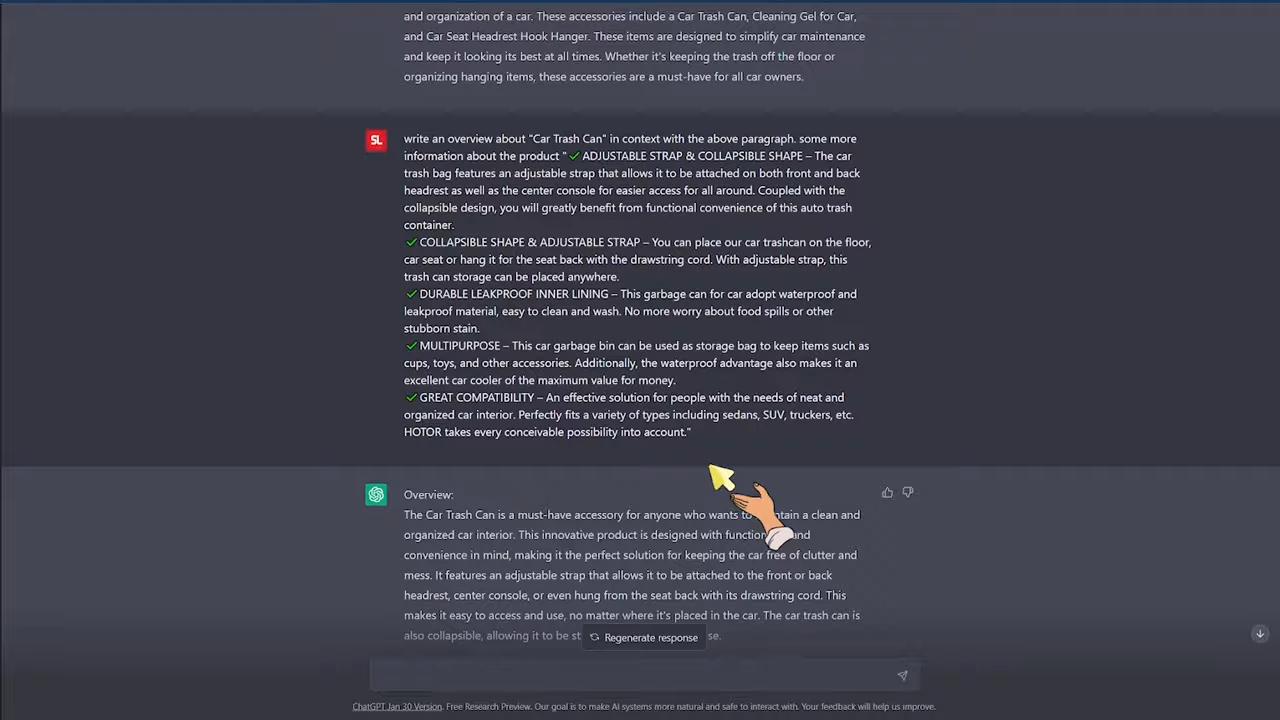 and organization of a car. These accessories include a Car Trash Can, Cleaning Gel for Car,
and Car Seat Headrest Hook Hanger. These items are designed to simplify car maintenance
and keep it looking its best at all times. Whether it's keeping the trash off the floor or
organizing hanging items, these accessories are a must-have for all car owners.
SL
write an overview about "Car Trash Can" in context with the above paragraph. some more
information about the product " ✓ ADJUSTABLE STRAP & COLLAPSIBLE SHAPE – The car
trash bag features an adjustable strap that allows it to be attached on both front and back
headrest as well as the center console for easier access for all around. Coupled with the
collapsible design, you will greatly benefit from functional convenience of this auto trash
container.
✓ COLLAPSIBLE SHAPE & ADJUSTABLE STRAP – You can place our car trashcan on the floor,
car seat or hang it for the seat back with the drawstring cord. With adjustable strap, this
trash can storage can be placed anywhere.
✓ DURABLE LEAKPROOF INNER LINING – This garbage can for car adopt waterproof and
leakproof material, easy to clean and wash. No more worry about food spills or other
stubborn stain.
✓ MULTIPURPOSE – This car garbage bin can be used as storage bag to keep items such as
cups, toys, and other accessories. Additionally, the waterproof advantage also makes it an
excellent car cooler of the maximum value for money.
✓ GREAT COMPATIBILITY – An effective solution for people with the needs of neat and
organized car interior. Perfectly fits a variety of types including sedans, SUV, truckers, etc.
HOTOR takes every conceivable possibility into account."
Overview:
The Car Trash Can is a must-have accessory for anyone who wants a clean and
organized car interior. This innovative product is designed with and
convenience in mind, making it the perfect solution for keeping the car free of clutter and
mess. It features an adjustable strap that allows it to be attached to the front or back
headrest, center console, or even hung from the seat back with its drawstring cord. This
makes it easy to access and use, no matter where it's placed in the car. The car trash can is
also collapsible, allowing it to be
Regenerate response
ChatGPT Jan 30 Version. Free Research Preview. Our goal is to make AI systems more natural and safe to interact with. Your feedback will help us improve.